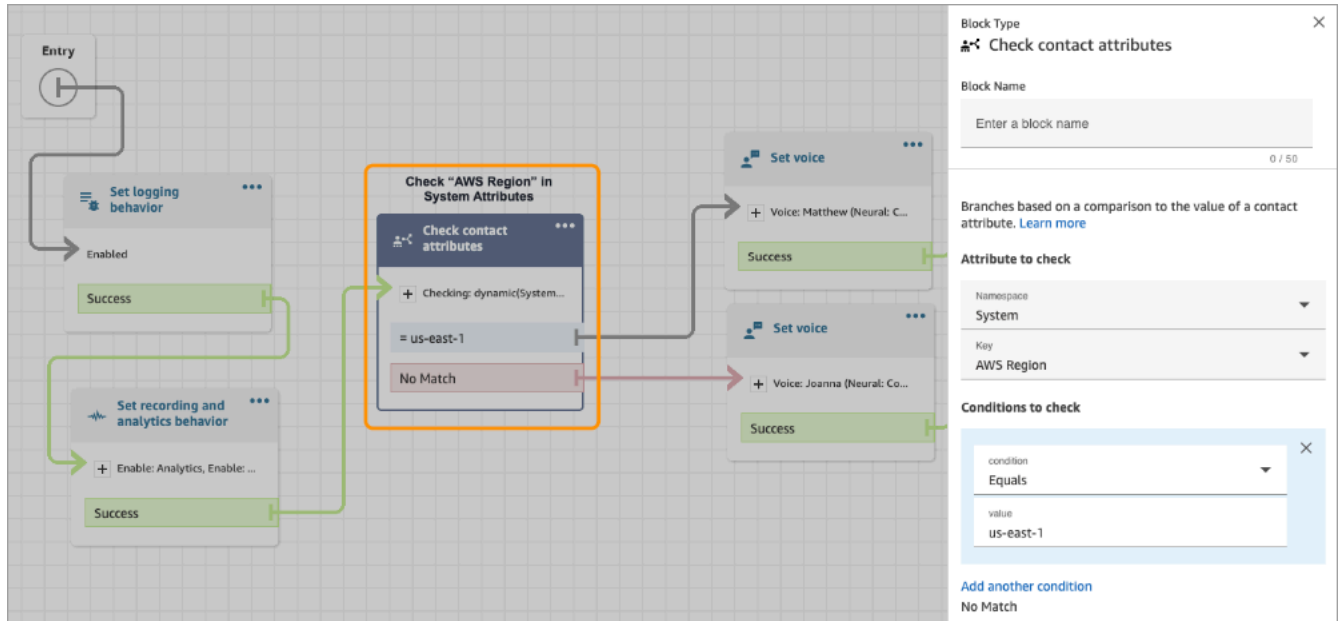 Entry
Set logging
behavior
Enabled
Success
Set recording and
analytics behavior
Enable: Analytics, Enable: ...
Success
Check "AWS Region" in
System Attributes
Check contact
attributes
Checking: dynamic(System...
= us-east-1
No Match
Set voice
Voice: Matthew (Neural: C...
Success
Set voice
Voice: Joanna (Neural: Co...
Success
Block Type
Check contact attributes
Block Name
Enter a block name
0 / 50
Branches based on a comparison to the value of a contact
attribute. Learn more
Attribute to check
Namespace
System
Key
AWS Region
Conditions to check
condition
Equals
value
us-east-1
Add another condition
No Match